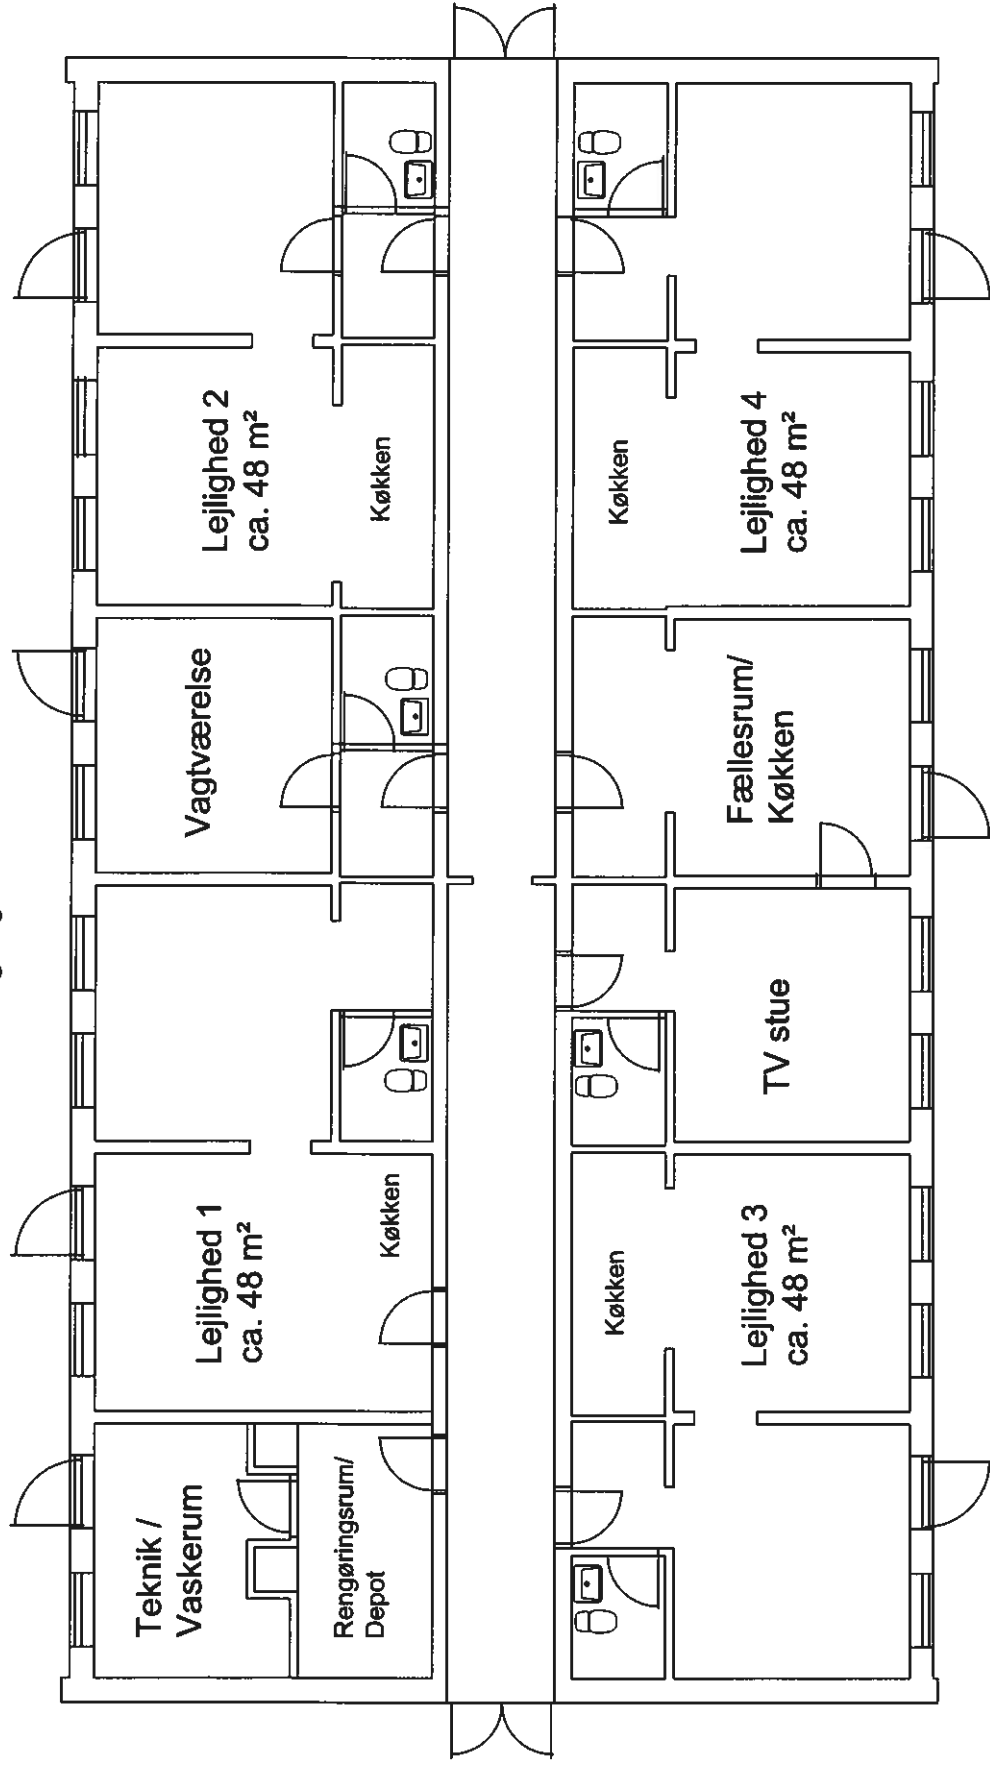 Teknik /
Vaskerum
Rengøringsrum/
Depot
Lejlighed 1
ca. 48 m²
Køkken
Vagtværelse
Lejlighed 2
ca. 48 m²
Køkken
Køkken
Lejlighed 3
ca. 48 m²
TV stue
Fællesrum/
Køkken
Køkken
Lejlighed 4
ca. 48 m²